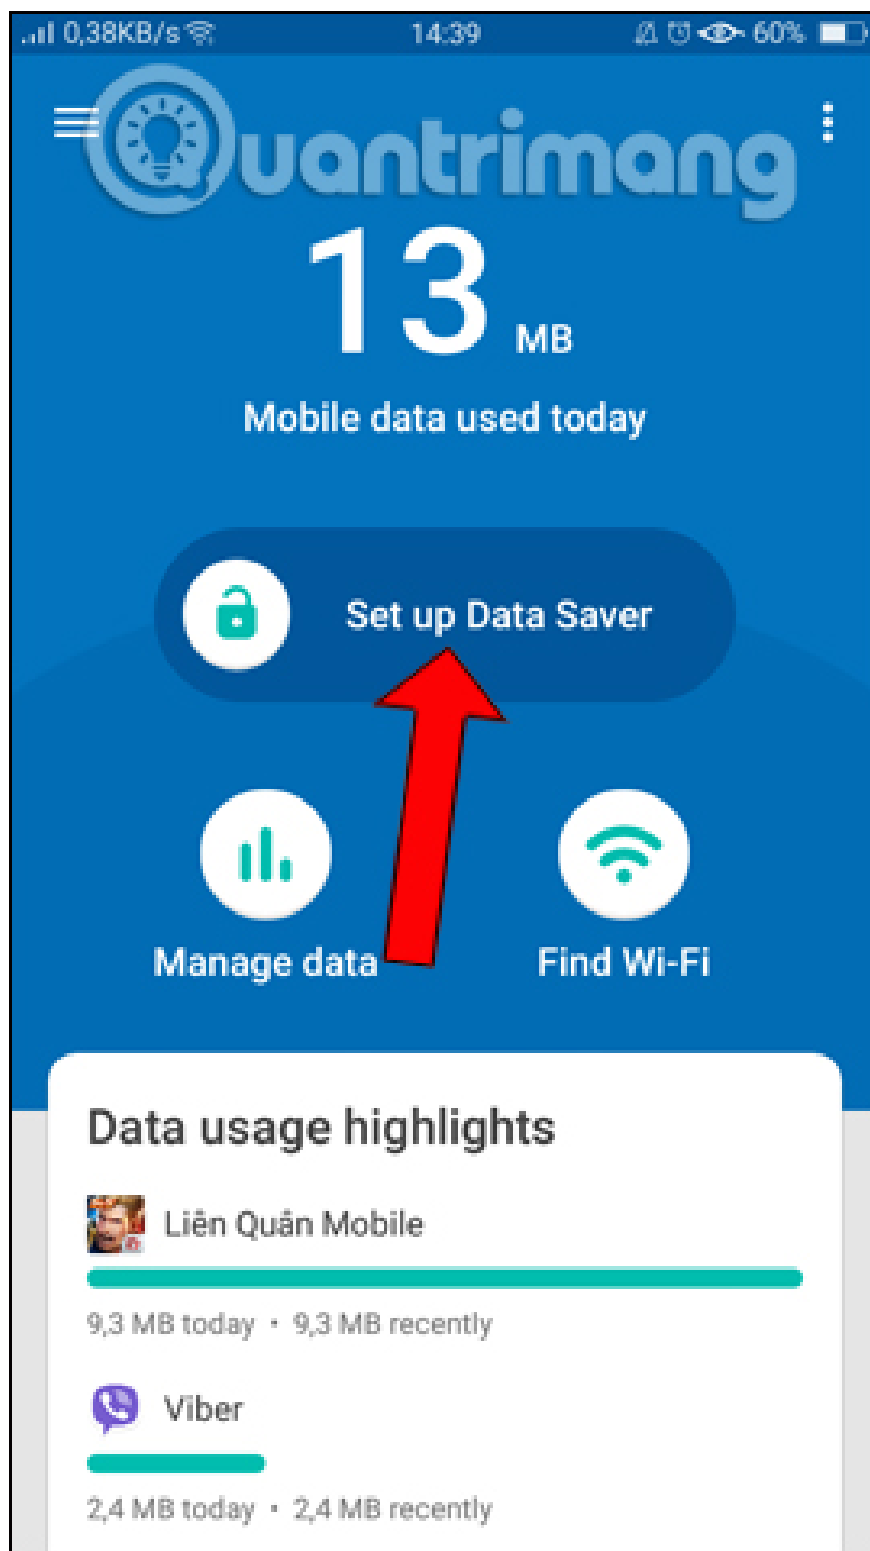 0,38KB/s 14:39 60%
Quantrimang
13 MB
Mobile data used today
Set up Data Saver
Manage data Find Wi-Fi
Data usage highlights
Liên Quân Mobile
9,3 MB today • 9,3 MB recently
Viber
2,4 MB today • 2,4 MB recently